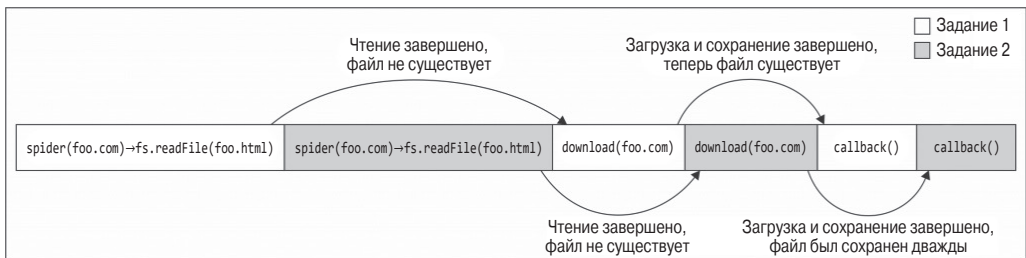 Задание 1
Задание 2
Чтение завершено,
файл не существует
Загрузка и сохранение завершено,
теперь файл существует
spider(foo.com)→fs.readFile(foo.html)
spider(foo.com)→fs.readFile(foo.html)
download(foo.com)
download(foo.com)
callback()
callback()
Чтение завершено,
файл не существует
Загрузка и сохранение завершено,
файл был сохранен дважды